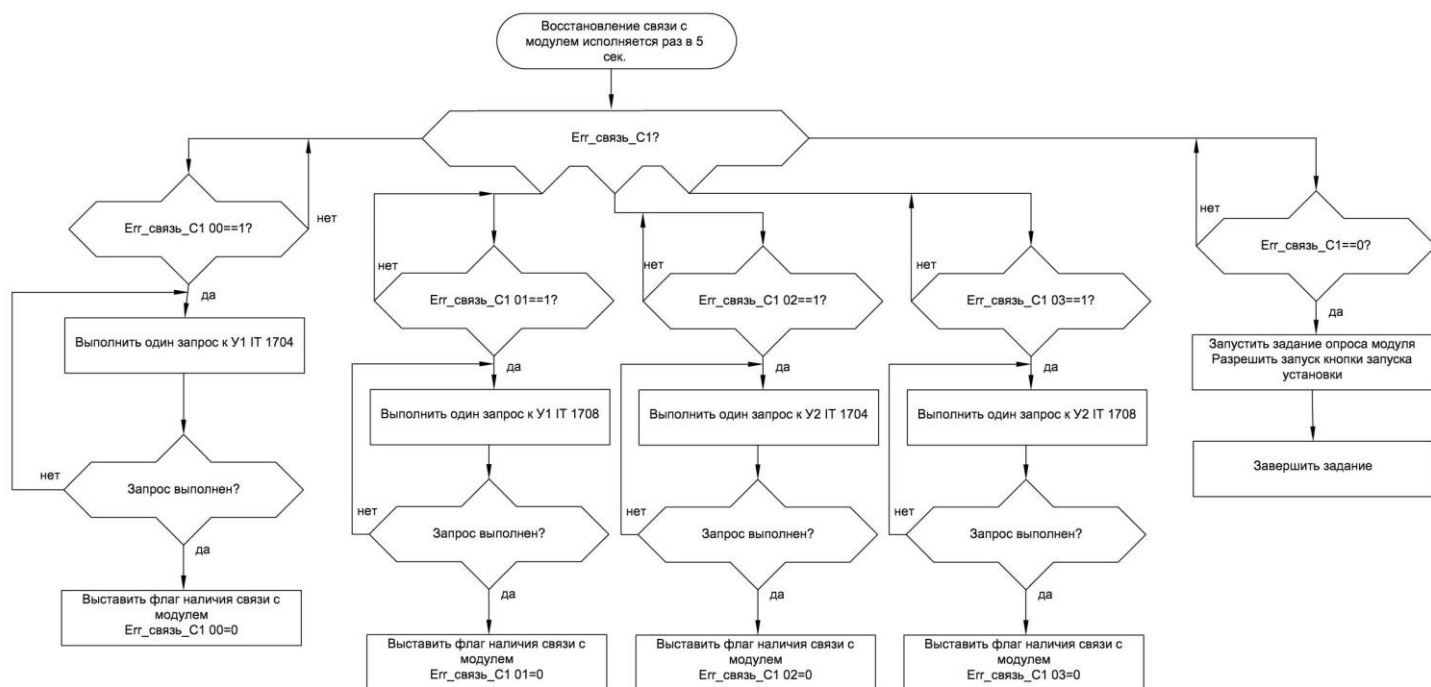 Восстановление связи с
модулем исполняется раз в 5
сек.
Err_связь_C1?
Err_связь_C1 00==1?
нет
да
Выполнить один запрос к У1 IT 1704
Запрос выполнен?
нет
да
Выставить флаг наличия связи с
модулем
Err_связь_C1 00=0
Err_связь_C1 01==1?
нет
да
Выполнить один запрос к У1 IT 1708
Запрос выполнен?
нет
да
Выставить флаг наличия связи с
модулем
Err_связь_C1 01=0
Err_связь_C1 02==1?
нет
да
Выполнить один запрос к У2 IT 1704
Запрос выполнен?
нет
да
Выставить флаг наличия связи с
модулем
Err_связь_C1 02=0
Err_связь_C1 03==1?
нет
да
Выполнить один запрос к У2 IT 1708
Запрос выполнен?
нет
да
Выставить флаг наличия связи с
модулем
Err_связь_C1 03=0
Err_связь_C1==0?
нет
да
Запустить задание опроса модуля
Разрешить запуск кнопки запуска
установки
Завершить задание